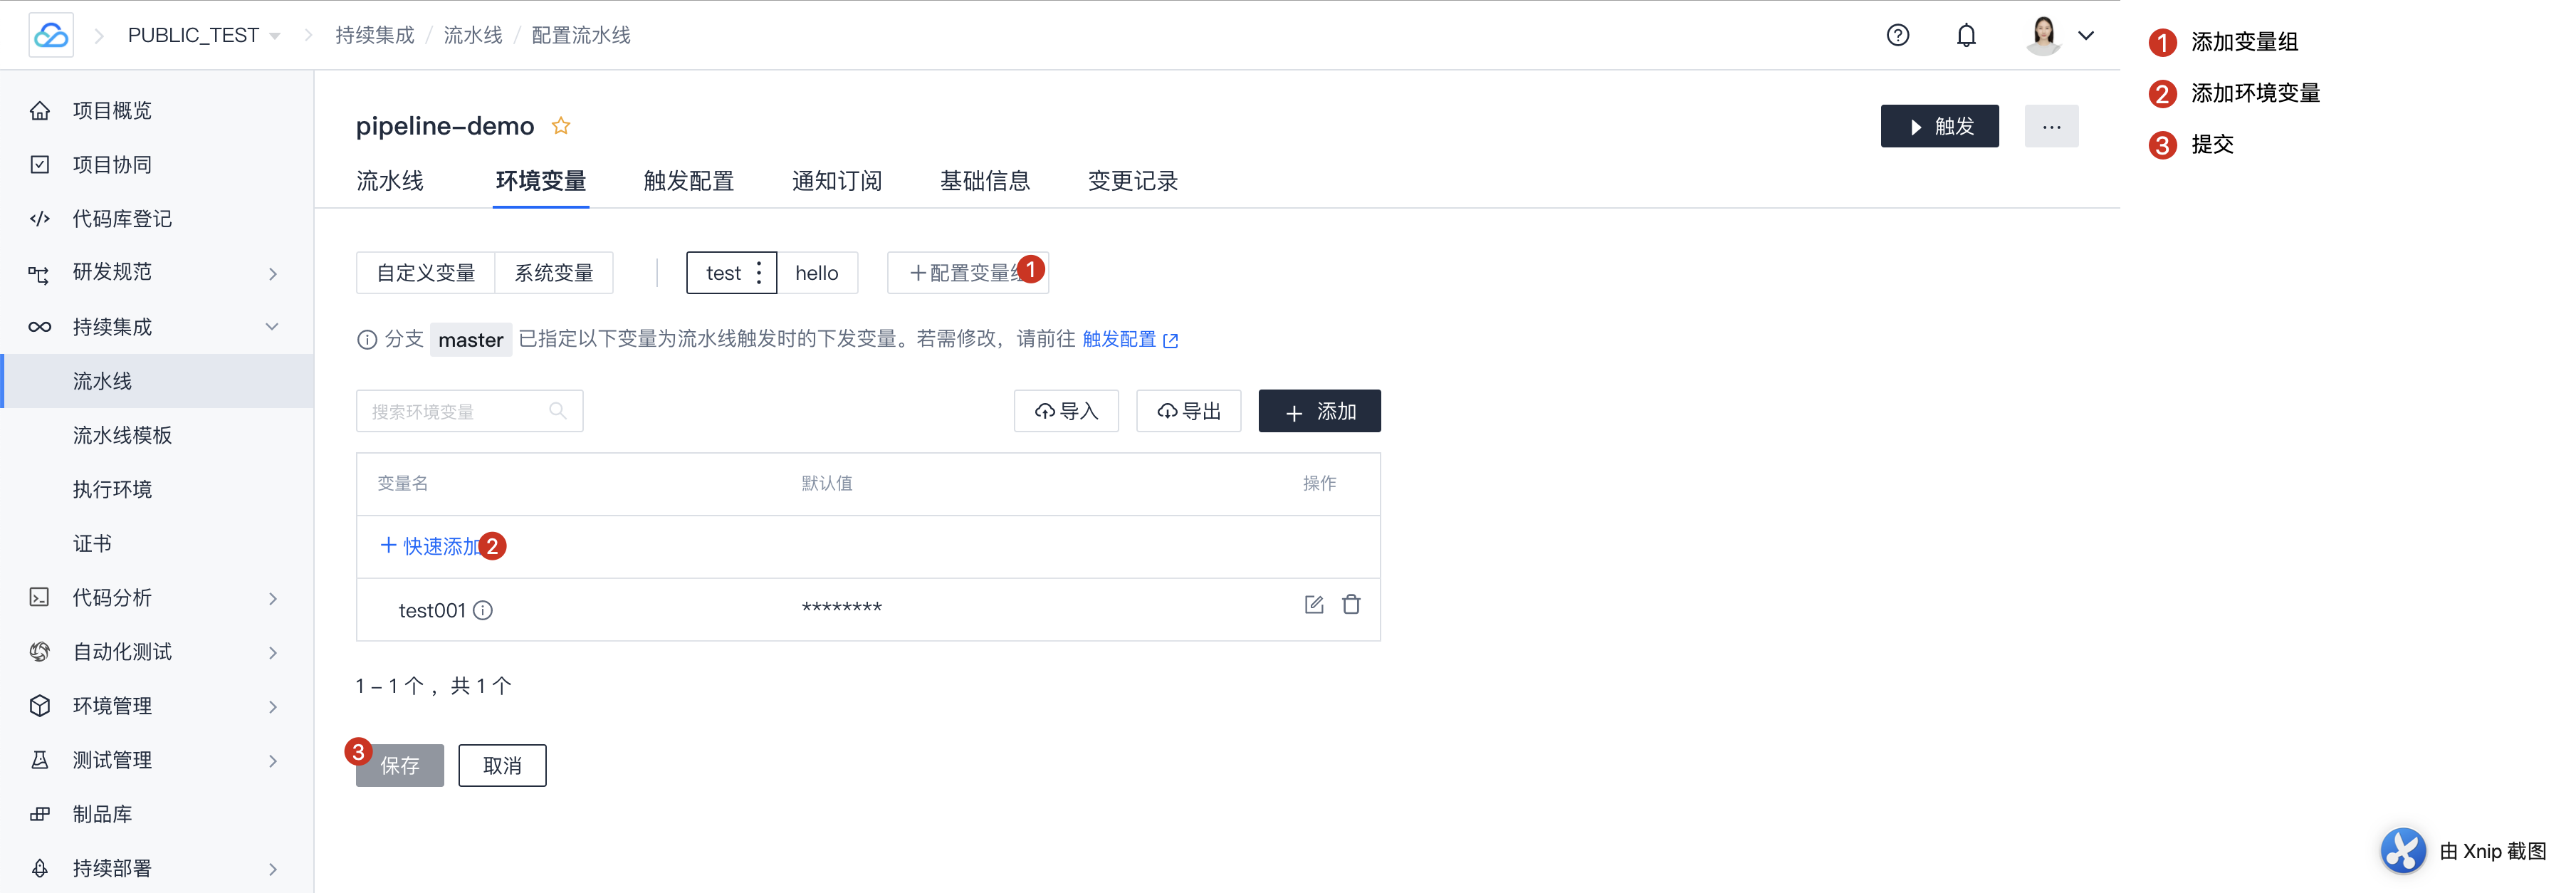 PUBLIC_TEST
持续集成 / 流水线 / 配置流水线
1 添加变量组
2 添加环境变量
3 提交
项目概览
项目协同
代码库登记
研发规范
持续集成
流水线
流水线模板
执行环境
证书
代码分析
自动化测试
环境管理
测试管理
制品库
持续部署
pipeline-demo
触发
...
流水线 环境变量 触发配置 通知订阅 基础信息 变更记录
自定义变量 系统变量 test hello +配置变量组 1
分支 master 已指定以下变量为流水线触发时的下发变量。若需修改，请前往 触发配置
搜索环境变量 导入 导出 + 添加
变量名 默认值 操作
+ 快速添加 2
test001 ********
1 - 1 个，共 1 个
3 保存 取消
由 Xnip 截图